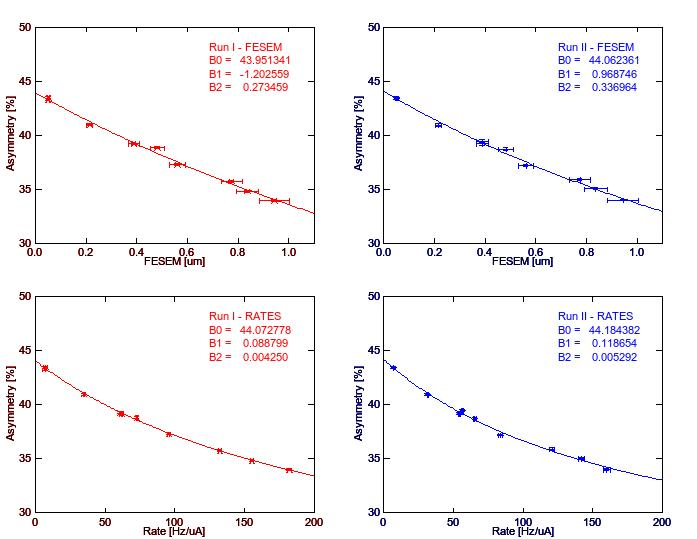 50
45
40
35
30
Asymmetry [%]
Run I - FESEM
B0 = 43.951341
B1 = -1.202559
B2 = 0.273459
0.0 0.2 0.4 0.6 0.8 1.0
FESEM [um]
50
45
40
35
30
Asymmetry [%]
Run II - FESEM
B0 = 44.062361
B1 = 0.968746
B2 = 0.336964
0.0 0.2 0.4 0.6 0.8 1.0
FESEM [um]
50
45
40
35
30
Asymmetry [%]
Run I - RATES
B0 = 44.072778
B1 = 0.088799
B2 = 0.004250
0 50 100 150 200
Rate [Hz/uA]
50
45
40
35
30
Asymmetry [%]
Run II - RATES
B0 = 44.184382
B1 = 0.118654
B2 = 0.005292
0 50 100 150 200
Rate [Hz/uA]